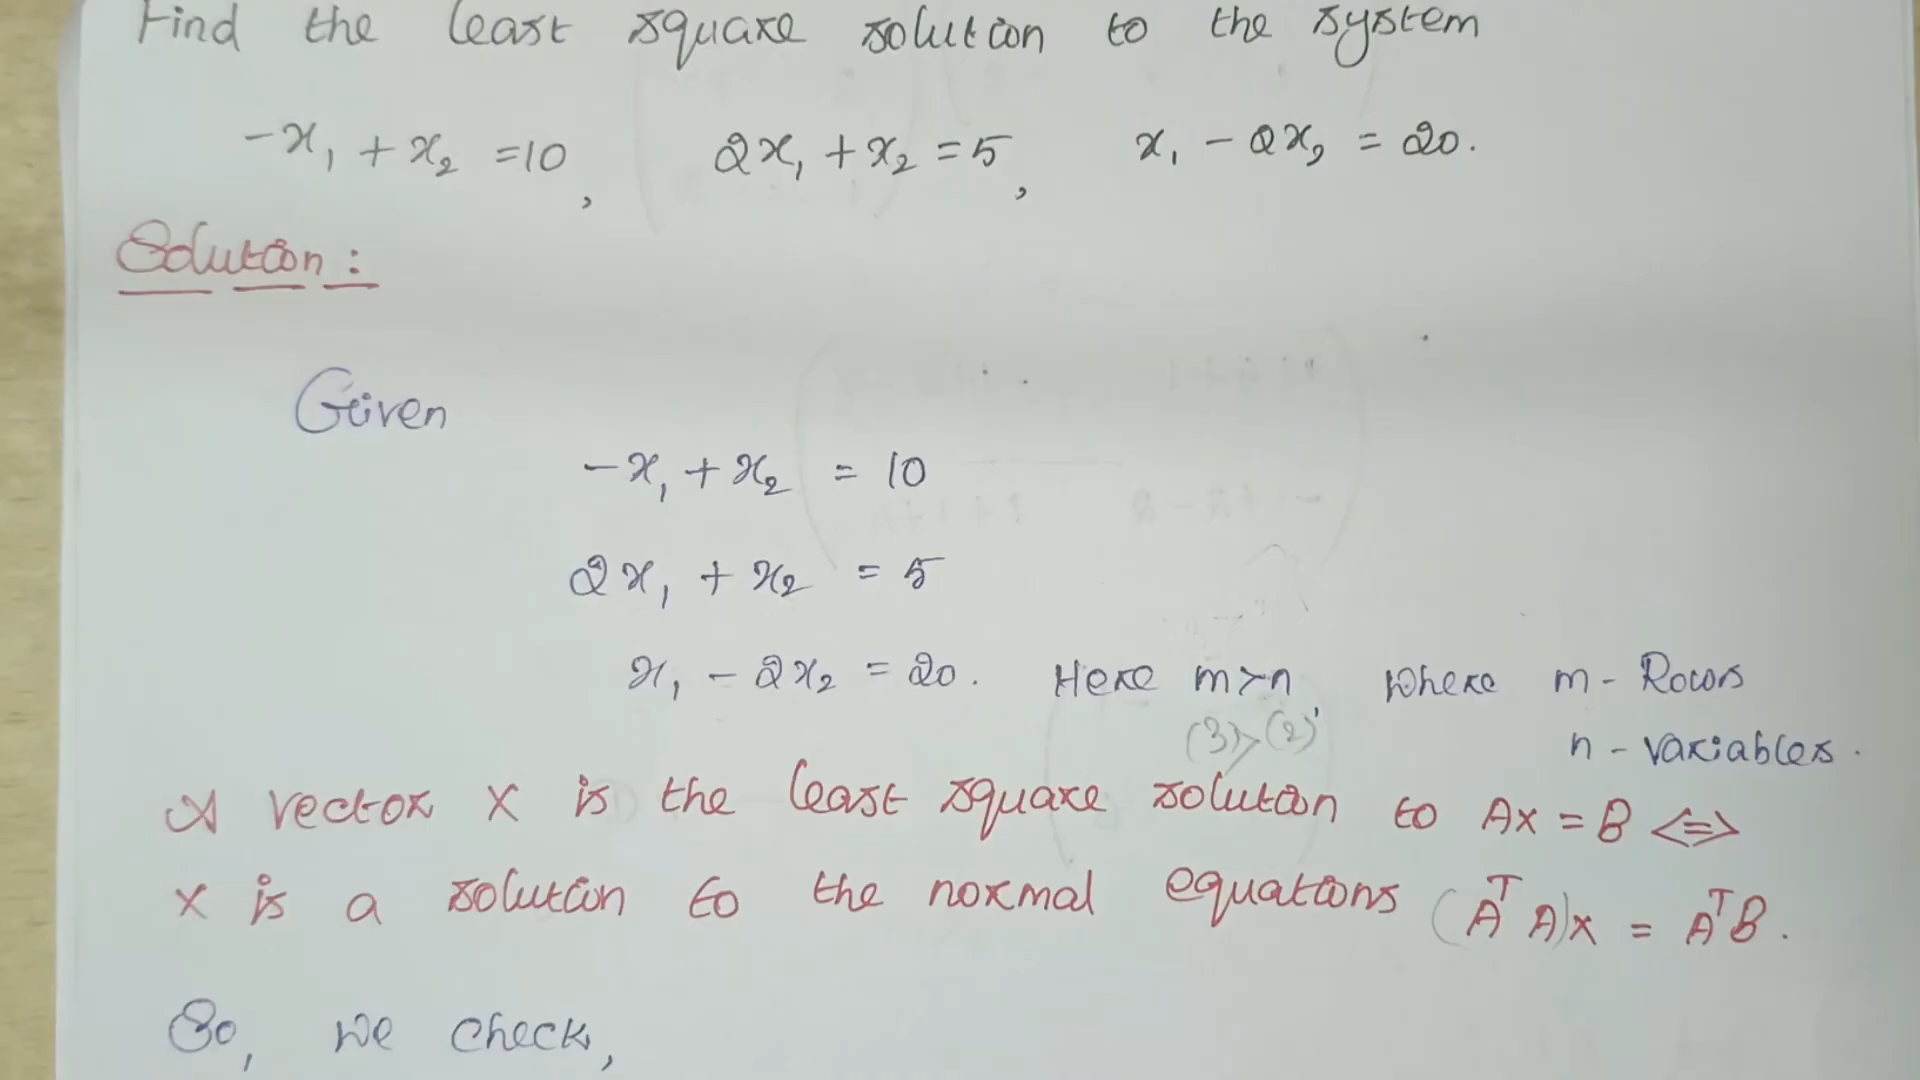 Find the least square solution to the system
-x₁ + x₂ = 10, 2x₁ + x₂ = 5, x₁ - 2x₂ = 20.
Solution:
Given
-x₁ + x₂ = 10
2x₁ + x₂ = 5
x₁ - 2x₂ = 20. Here m>n, where m - Rows
(3)>(2) n - variables.
A vector X is the least square solution to AX = B <=>
X is a solution to the normal equations (AᵀA)X = AᵀB.
So, we check,